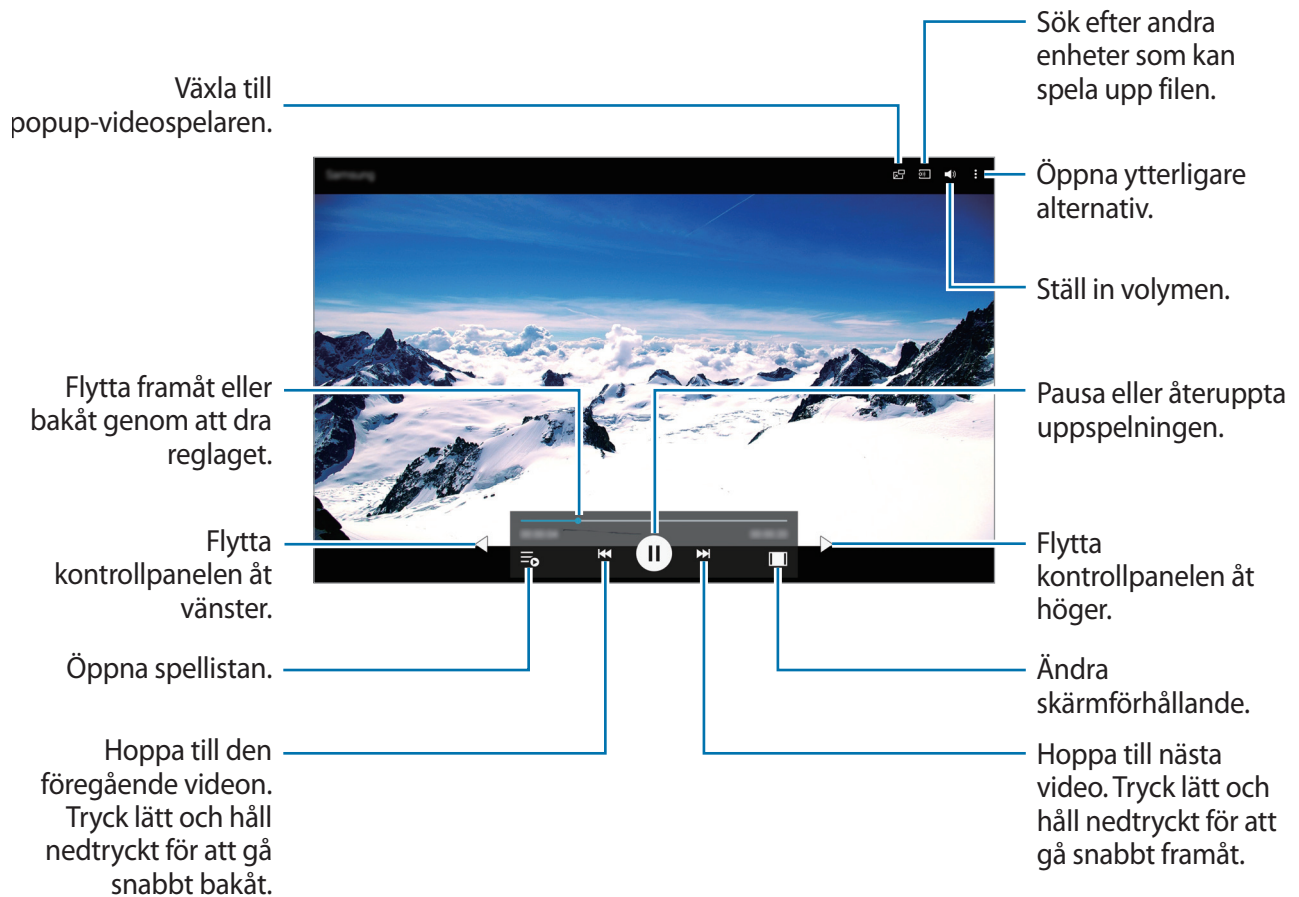 Växla till
popup-videospelaren.
Sök efter andra
enheter som kan
spela upp filen.
Samsung
Öppna ytterligare
alternativ.
Ställ in volymen.
Flytta framåt eller
bakåt genom att dra
reglaget.
Pausa eller återuppta
uppspelningen.
Flytta
kontrollpanelen åt
vänster.
Flytta
kontrollpanelen åt
höger.
Öppna spellistan.
Ändra
skärmförhållande.
Hoppa till den
föregående videon.
Tryck lätt och håll
nedtryckt för att gå
snabbt bakåt.
Hoppa till nästa
video. Tryck lätt och
håll nedtryckt för att
gå snabbt framåt.